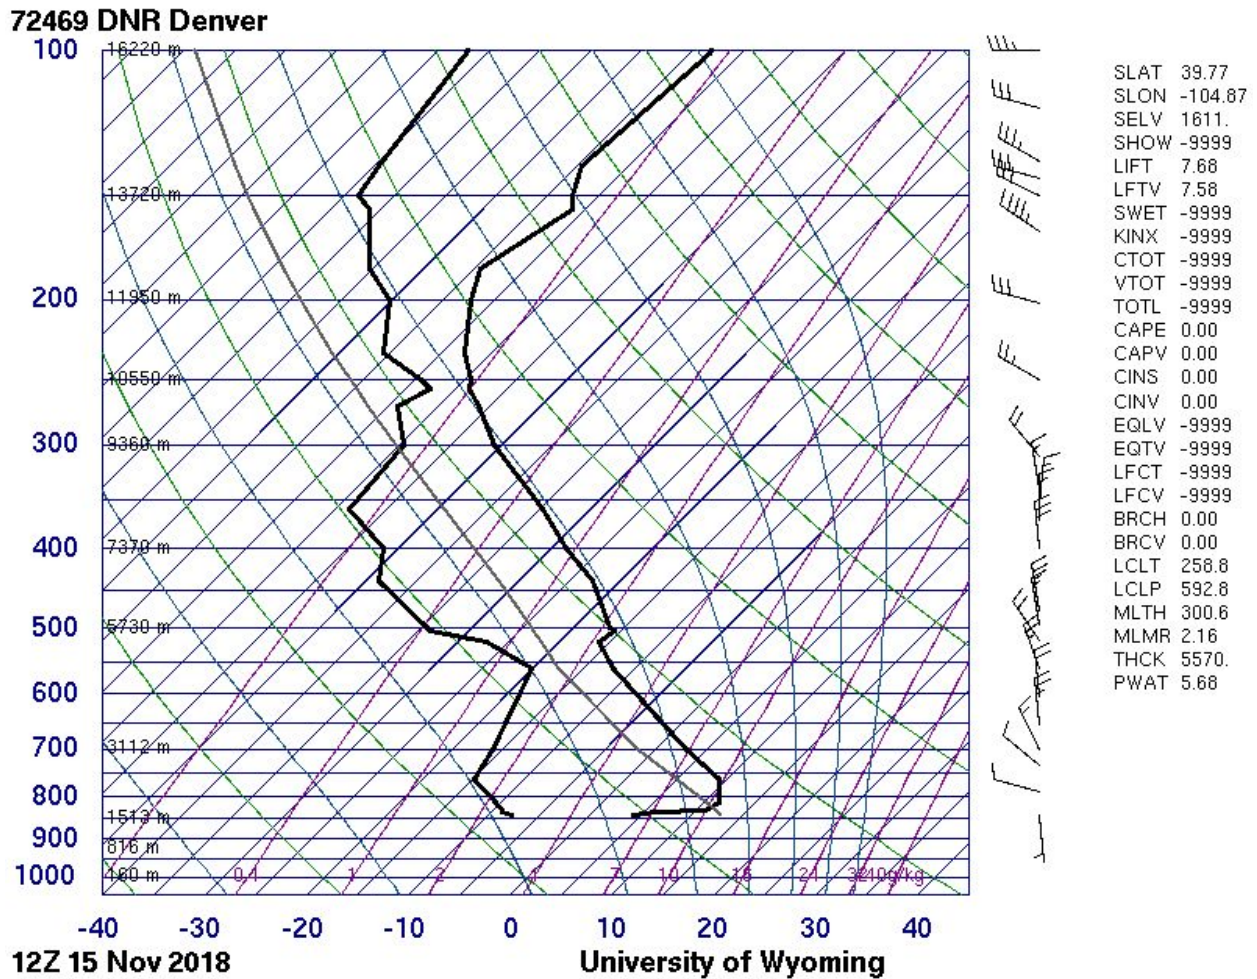 72469 DNR Denver
100 16220 m
13720 m
200 11950 m
10550 m
300 9360 m
400 7370 m
500 5730 m
600
700 3112 m
800
1513 m
900
816 m
1000 160 m 0.4 1 2 4 7 10 16 24 32 40g/kg
-40 -30 -20 -10 0 10 20 30 40
12Z 15 Nov 2018 University of Wyoming
SLAT 39.77
SLON -104.87
SELV 1611.
SHOW -9999
LIFT 7.68
LFTV 7.58
SWET -9999
KINX -9999
CTOT -9999
VTOT -9999
TOTL -9999
CAPE 0.00
CAPV 0.00
CINS 0.00
CINV 0.00
EQLV -9999
EQTV -9999
LFCT -9999
LFCV -9999
BRCH 0.00
BRCV 0.00
LCLT 258.8
LCLP 592.8
MLTH 300.6
MLMR 2.16
THCK 5570.
PWAT 5.68